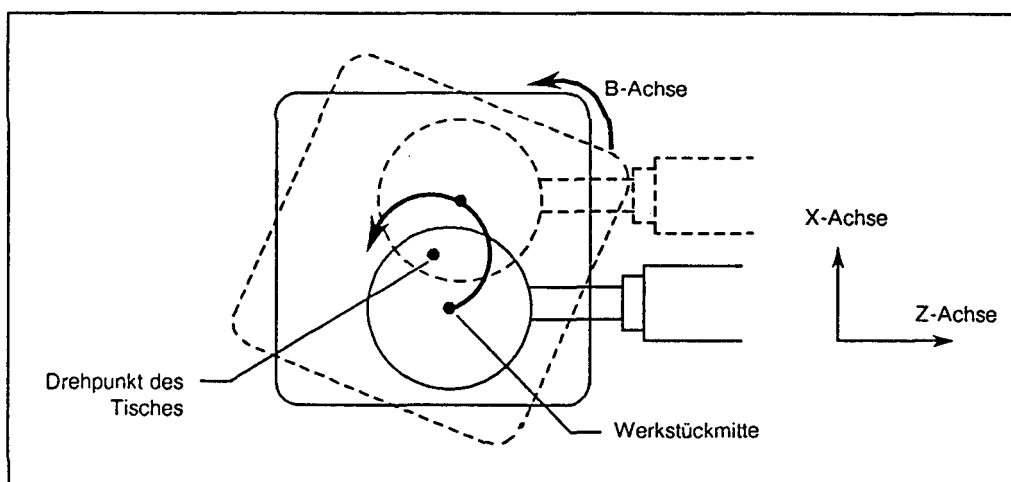 B-Achse
X-Achse
Z-Achse
Drehpunkt des
Tisches
Werkstückmitte